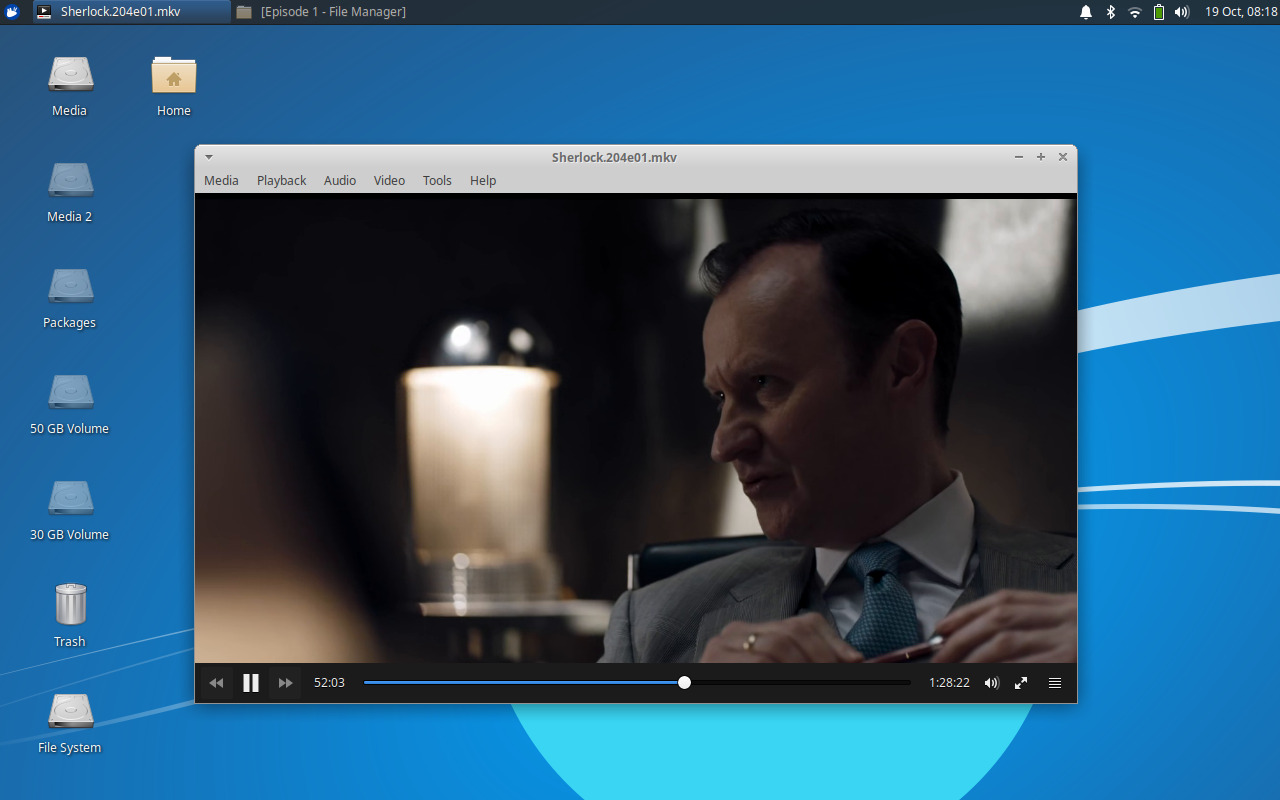 Sherlock.204e01.mkv
[Episode 1 - File Manager]
19 Oct, 08:18
Media
Home
Media 2
Packages
50 GB Volume
30 GB Volume
Trash
File System
Sherlock.204e01.mkv
Media Playback Audio Video Tools Help
52:03
1:28:22